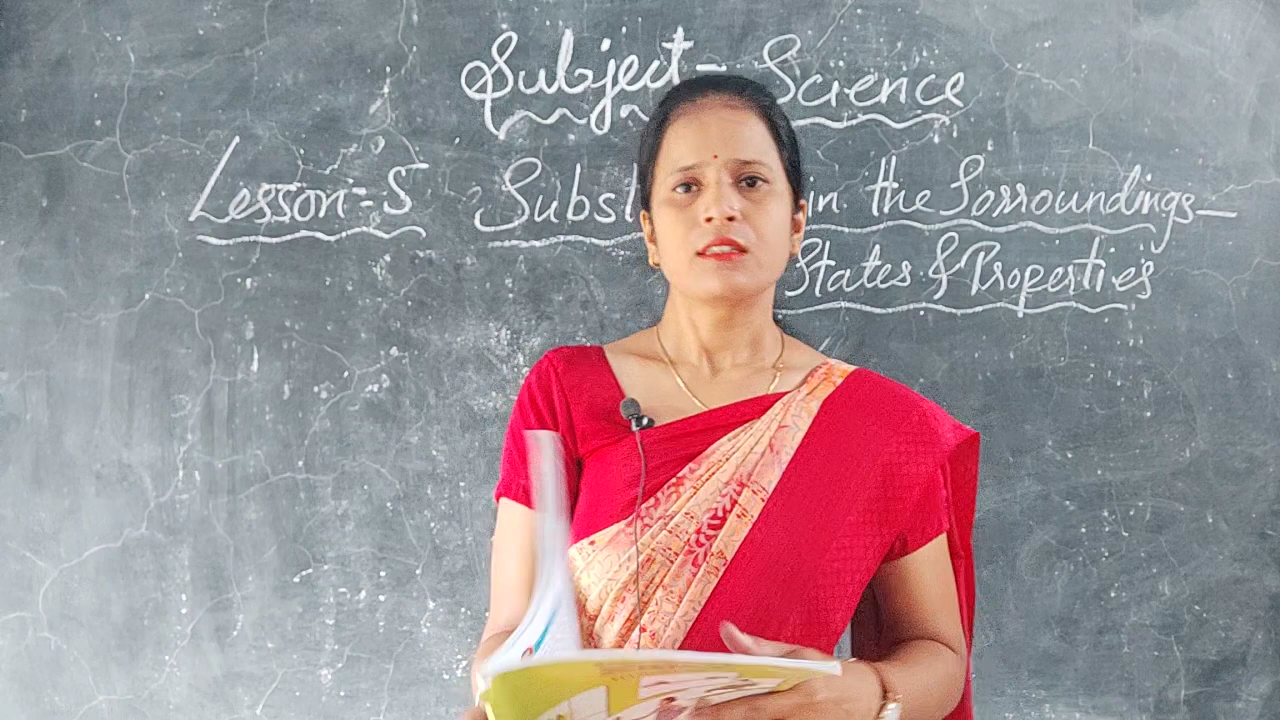 Subject - Science
Lesson - 5 Subst in the Sorroundings -
States & Properties